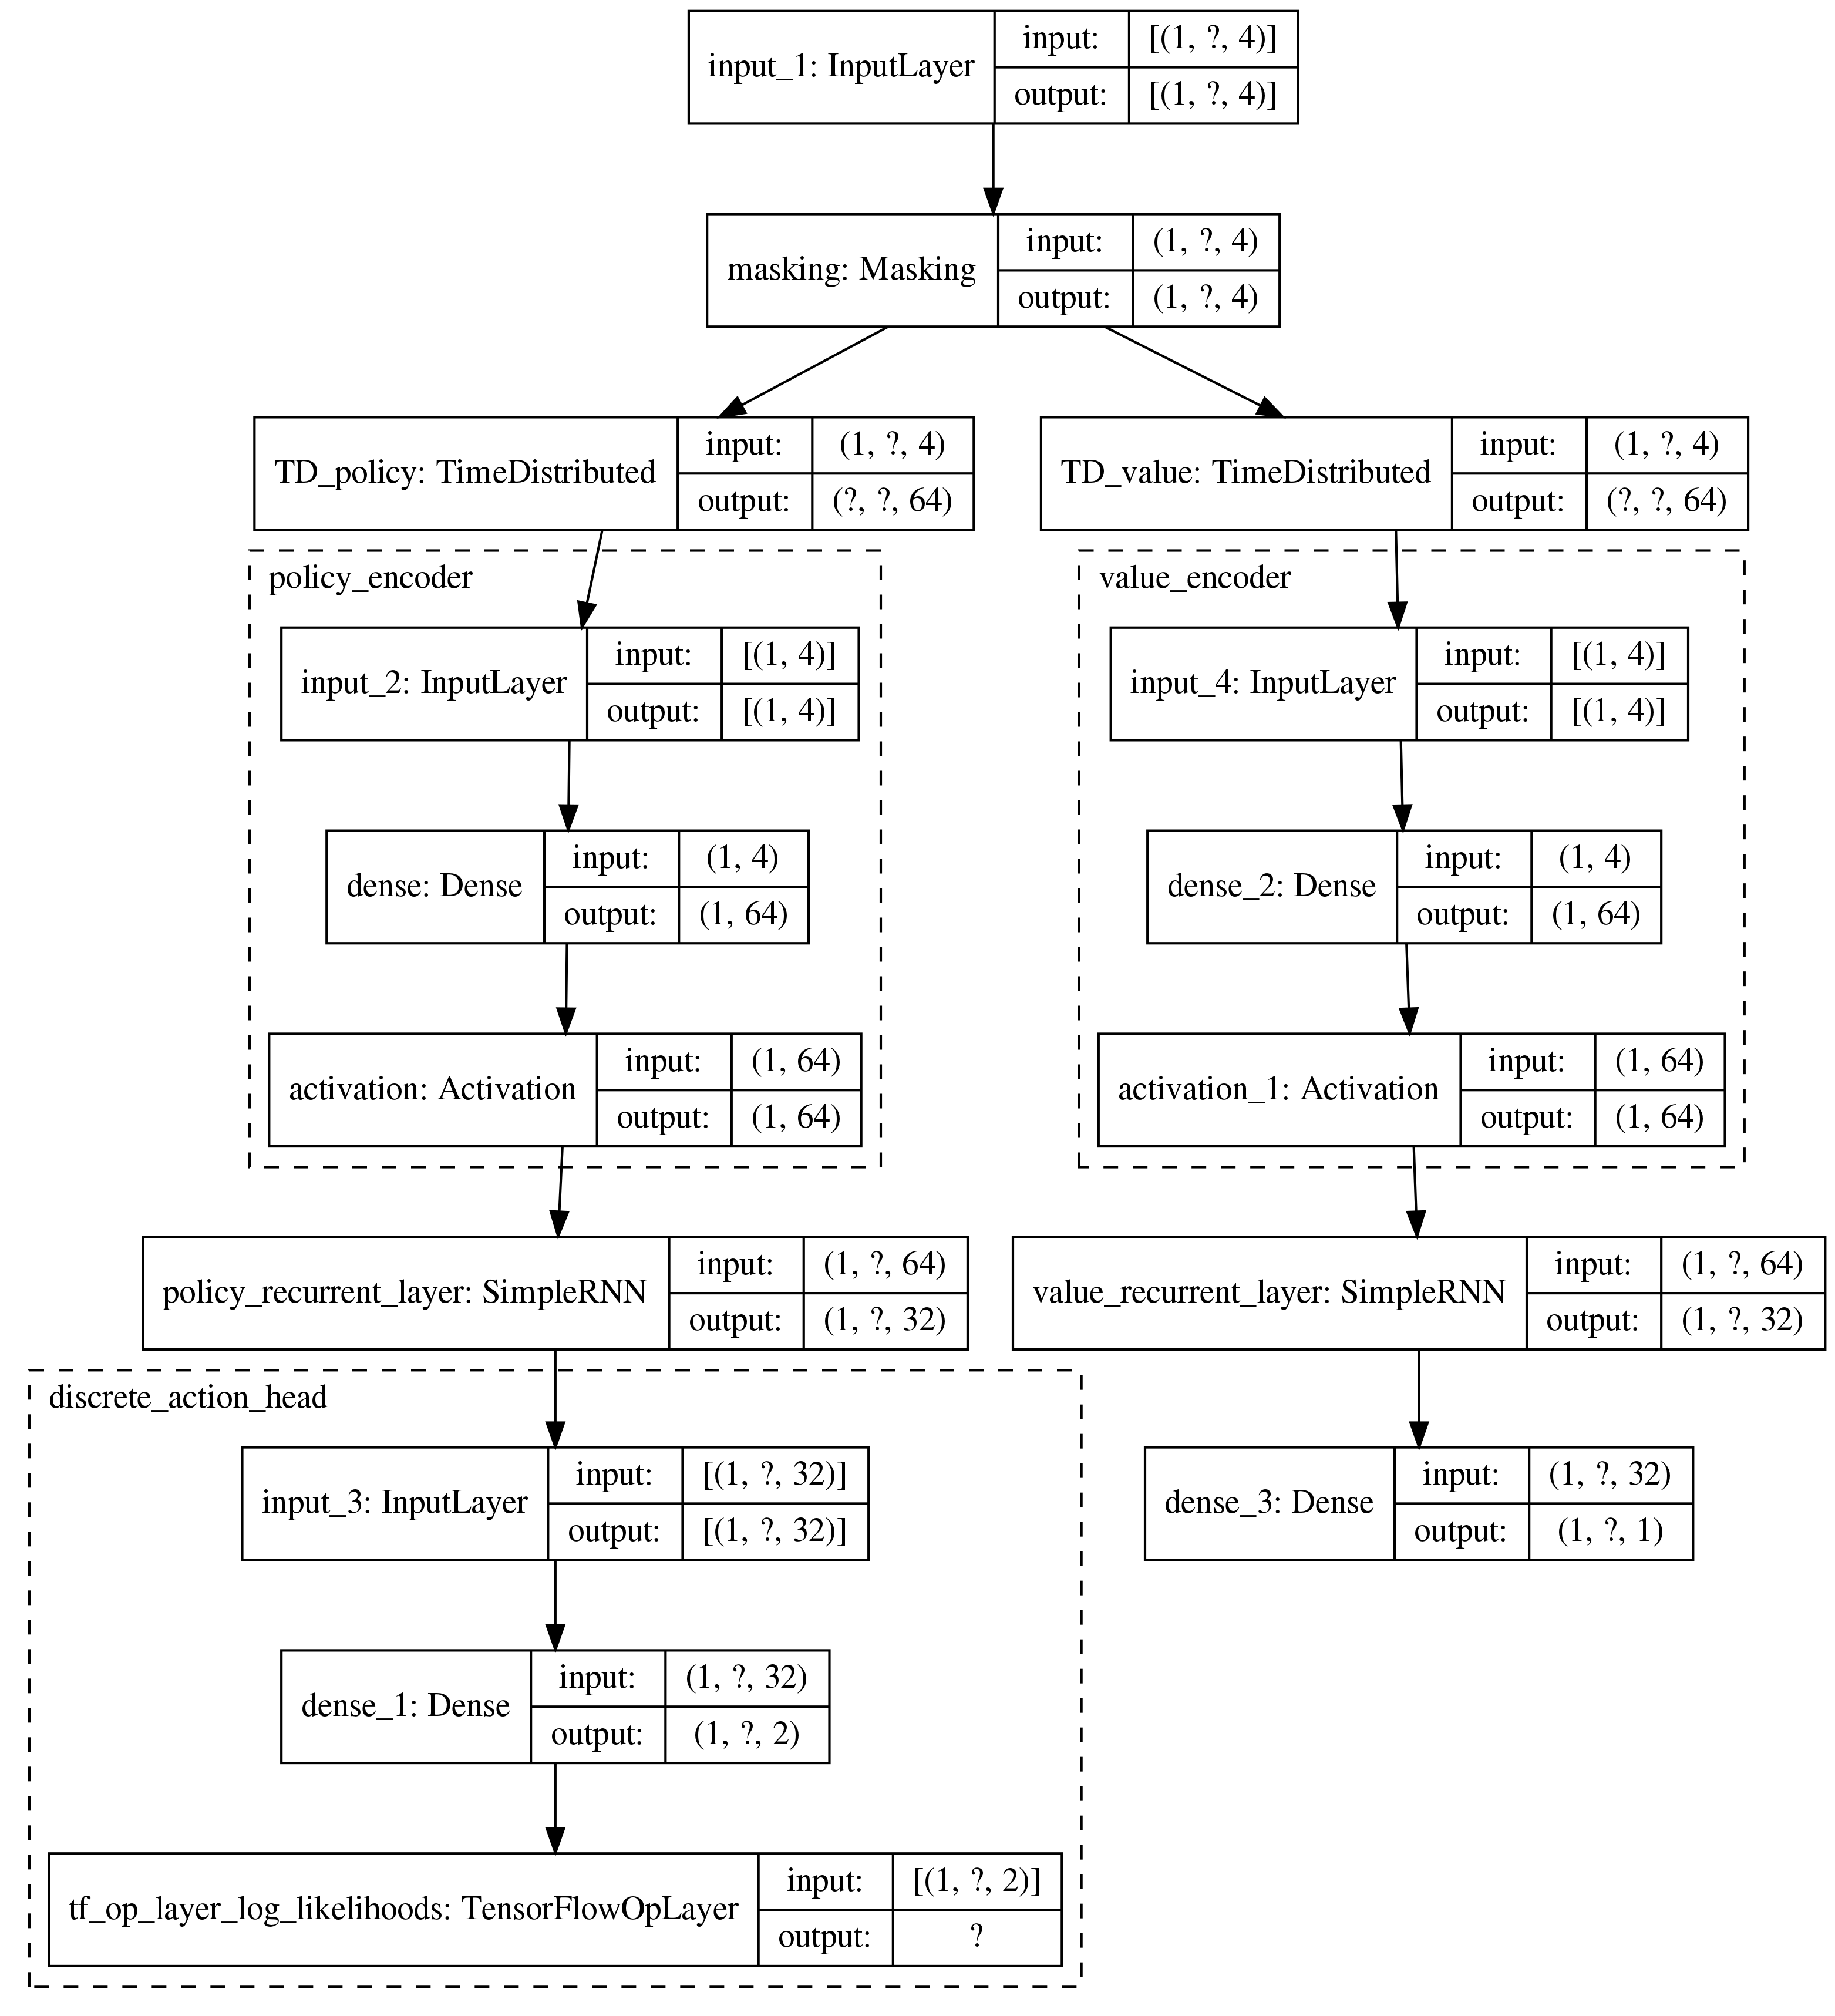 input_1: InputLayer
input:
[(1, ?, 4)]
output:
[(1, ?, 4)]
masking: Masking
input:
(1, ?, 4)
output:
(1, ?, 4)
TD_policy: TimeDistributed
input:
(1, ?, 4)
output:
(?, ?, 64)
TD_value: TimeDistributed
input:
(1, ?, 4)
output:
(?, ?, 64)
policy_encoder
input_2: InputLayer
input:
[(1, 4)]
output:
[(1, 4)]
dense: Dense
input:
(1, 4)
output:
(1, 64)
activation: Activation
input:
(1, 64)
output:
(1, 64)
value_encoder
input_4: InputLayer
input:
[(1, 4)]
output:
[(1, 4)]
dense_2: Dense
input:
(1, 4)
output:
(1, 64)
activation_1: Activation
input:
(1, 64)
output:
(1, 64)
policy_recurrent_layer: SimpleRNN
input:
(1, ?, 64)
output:
(1, ?, 32)
value_recurrent_layer: SimpleRNN
input:
(1, ?, 64)
output:
(1, ?, 32)
discrete_action_head
input_3: InputLayer
input:
[(1, ?, 32)]
output:
[(1, ?, 32)]
dense_3: Dense
input:
(1, ?, 32)
output:
(1, ?, 1)
dense_1: Dense
input:
(1, ?, 32)
output:
(1, ?, 2)
tf_op_layer_log_likelihoods: TensorFlowOpLayer
input:
[(1, ?, 2)]
output:
?